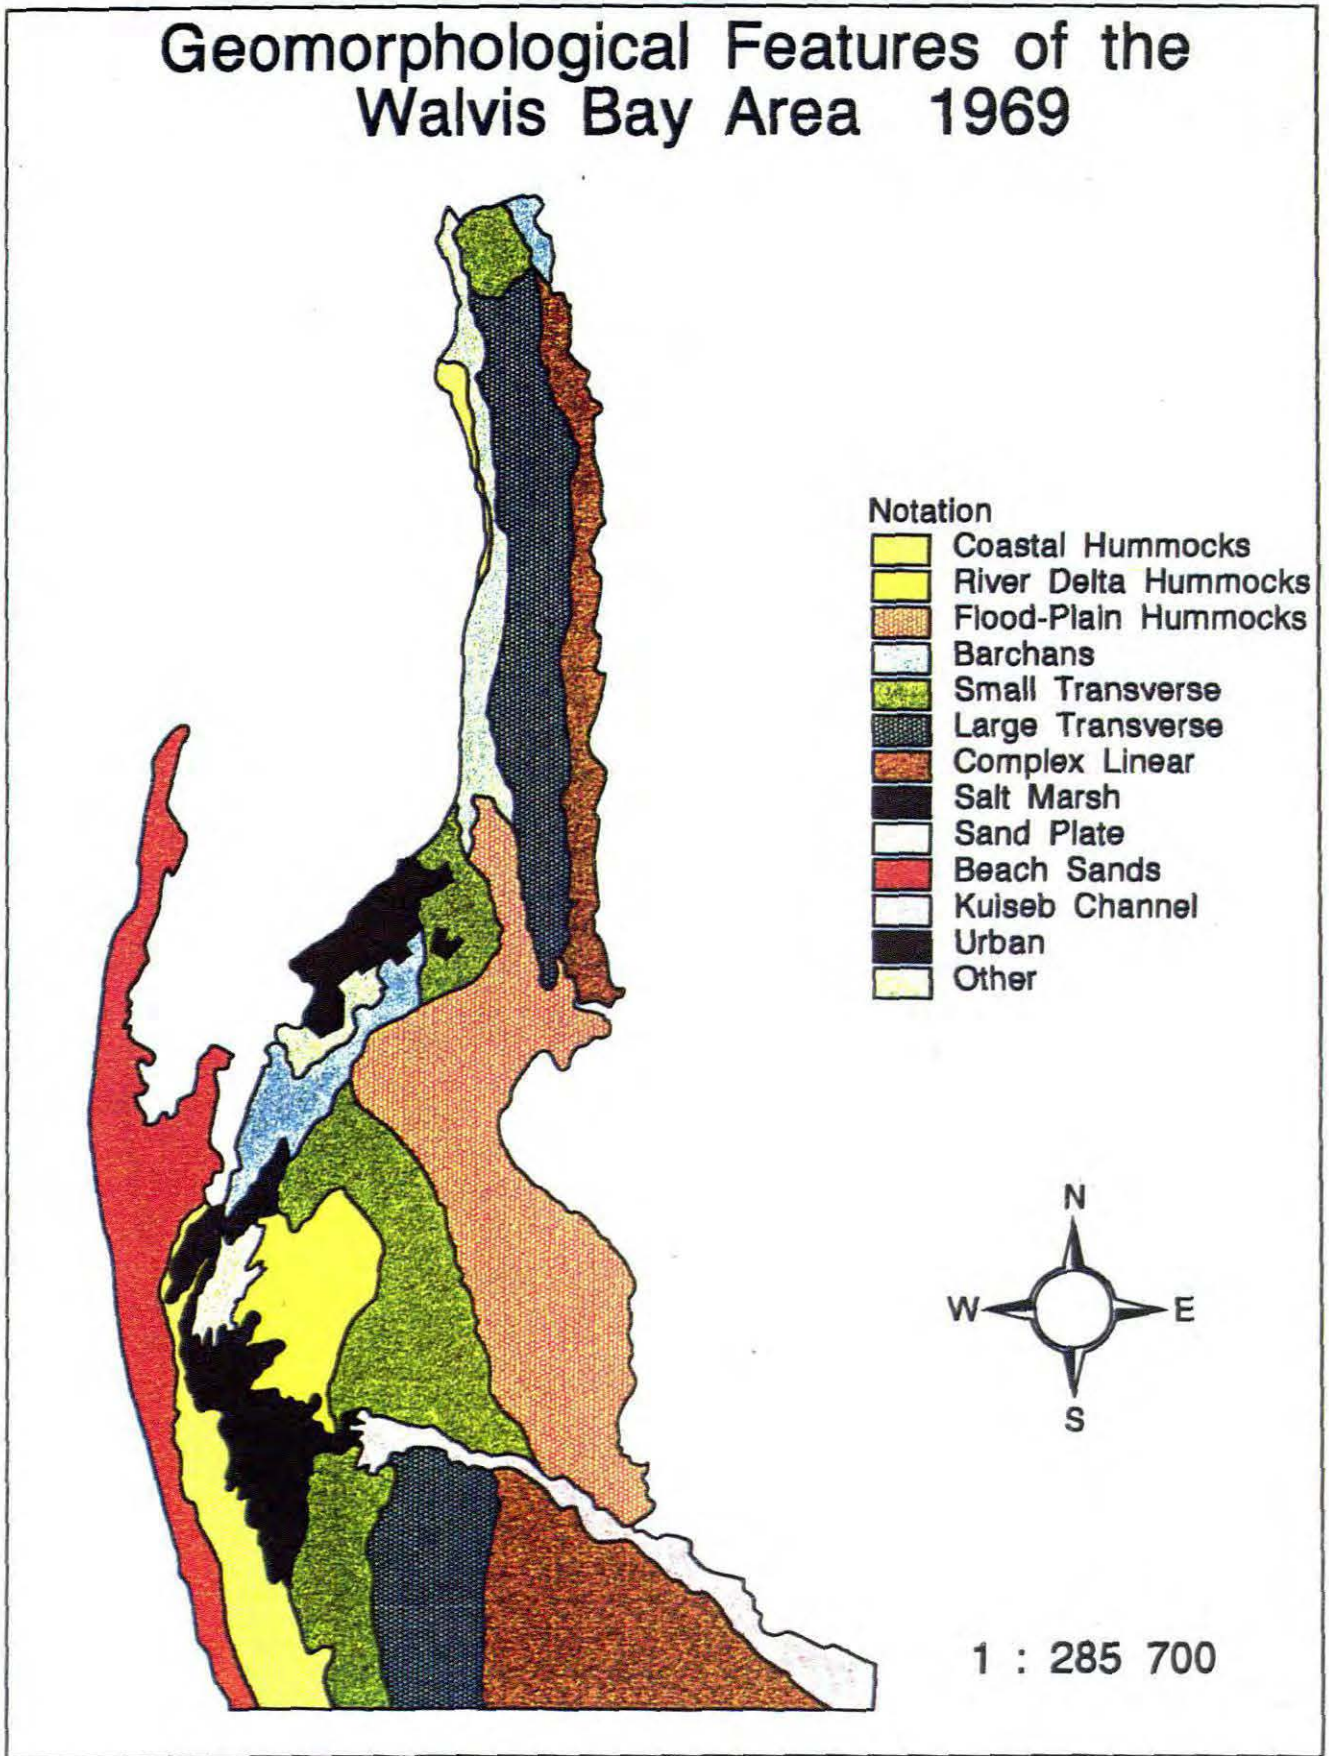 Geomorphological Features of the
Walvis Bay Area 1969
Notation
Coastal Hummocks
River Delta Hummocks
Flood-Plain Hummocks
Barchans
Small Transverse
Large Transverse
Complex Linear
Salt Marsh
Sand Plate
Beach Sands
Kuiseb Channel
Urban
Other
N
W E
S
1 : 285 700